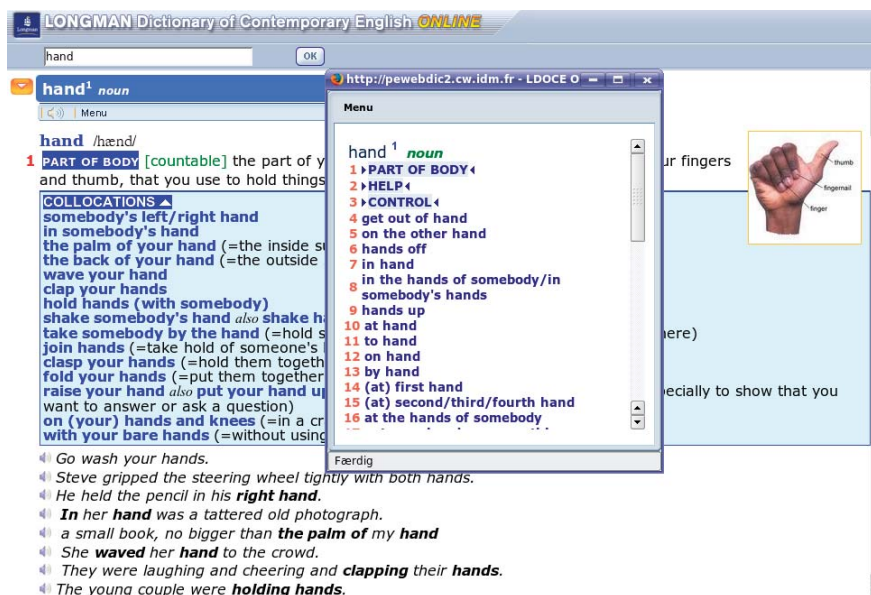 LONGMAN Dictionary of Contemporary English ONLINE
hand
OK
hand¹ noun
Menu
hand /hænd/
1 PART OF BODY [countable] the part of y
ur fingers
and thumb, that you use to hold things
COLLOCATIONS
somebody's left/right hand
in somebody's hand
the palm of your hand (=the inside su
the back of your hand (=the outside
wave your hand
clap your hands
hold hands (with somebody)
shake somebody's hand also shake ha
take somebody by the hand (=hold s
ere)
join hands (=take hold of someone's
clasp your hands (=hold them togeth
fold your hands (=put them together
raise your hand also put your hand up
pecially to show that you
want to answer or ask a question)
on (your) hands and knees (=in a cr
with your bare hands (=without using
Go wash your hands.
Steve gripped the steering wheel tightly with both hands.
He held the pencil in his right hand.
In her hand was a tattered old photograph.
a small book, no bigger than the palm of my hand
She waved her hand to the crowd.
They were laughing and cheering and clapping their hands.
The young couple were holding hands.
http://pewebdic2.cw.idm.fr - LDOCE O
Menu
hand ¹ noun
1 PART OF BODY
2 HELP
3 CONTROL
4 get out of hand
5 on the other hand
6 hands off
7 in hand
8 in the hands of somebody/in
somebody's hands
9 hands up
10 at hand
11 to hand
12 on hand
13 by hand
14 (at) first hand
15 (at) second/third/fourth hand
16 at the hands of somebody
Færdig
thumb
fingernail
finger